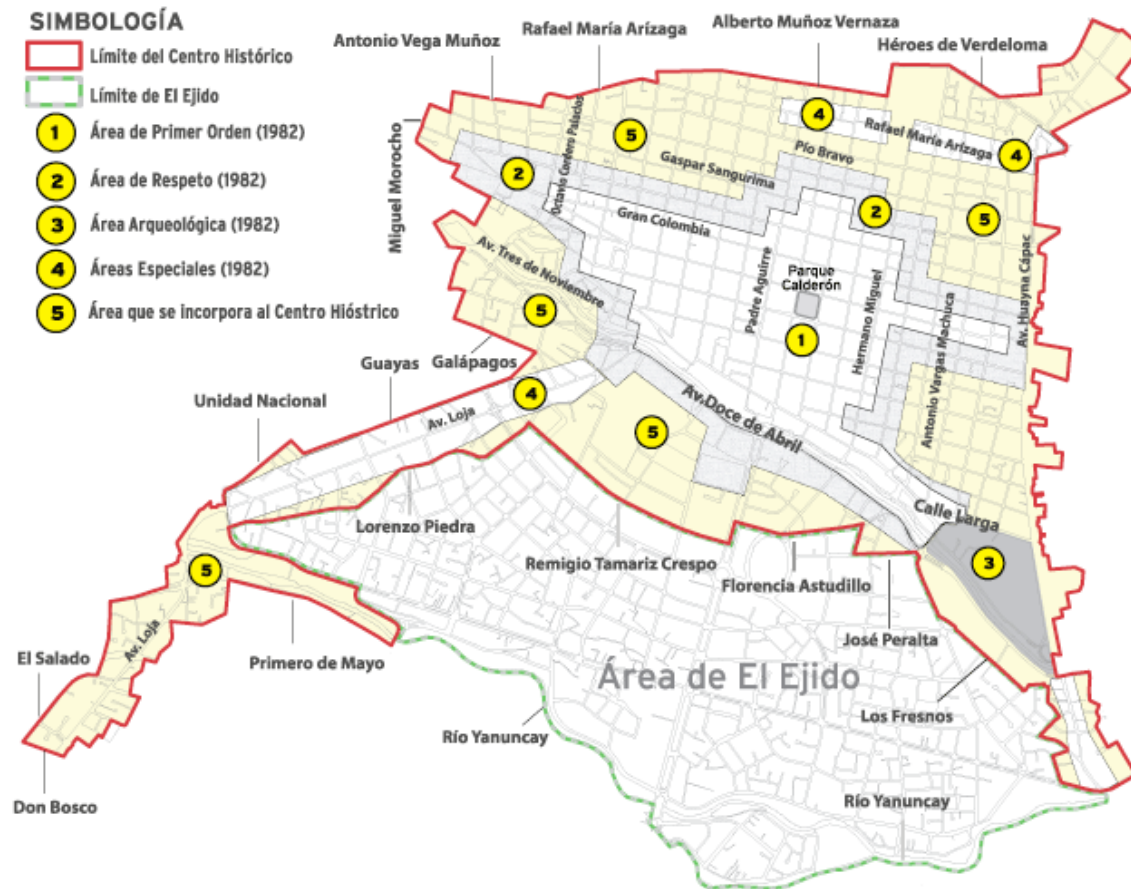 SIMBOLOGÍA
Límite del Centro Histórico
Límite de El Ejido
1 Área de Primer Orden (1982)
2 Área de Respeto (1982)
3 Área Arqueológica (1982)
4 Áreas Especiales (1982)
5 Área que se incorpora al Centro Hióstrico
Antonio Vega Muñoz
Rafael María Arízaga
Alberto Muñoz Vernaza
Héroes de Verdeloma
Miguel Morocho
Octavio Cordero Palacios
5
4
Rafael María Arízaga
4
Pío Bravo
Gaspar Sangurima
2
2
5
Gran Colombia
Av. Tres de Noviembre
Padre Aguirre
Parque
Calderón
Hermano Miguel
Antonio Vargas Machuca
Av. Huayna Cápac
5
1
Galápagos
Guayas
4
Unidad Nacional
Av. Loja
Av.Doce de Abril
5
Calle Larga
Lorenzo Piedra
Remigio Tamariz Crespo
Florencia Astudillo
3
5
José Peralta
Av. Loja
El Salado
Primero de Mayo
Área de El Ejido
Los Fresnos
Río Yanuncay
Don Bosco
Río Yanuncay